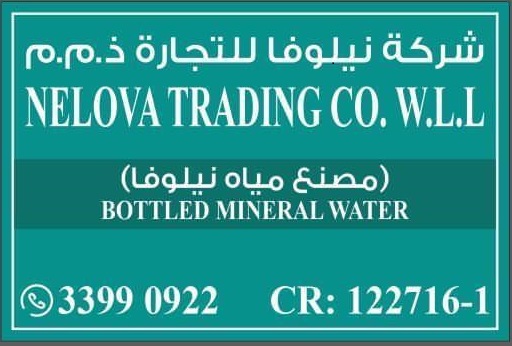 شركة نيلوفا للتجارة ذ.م.م
NELOVA TRADING CO. W.L.L
(مصنع مياه نيلوفا)
BOTTLED MINERAL WATER
3399 0922 CR: 122716-1